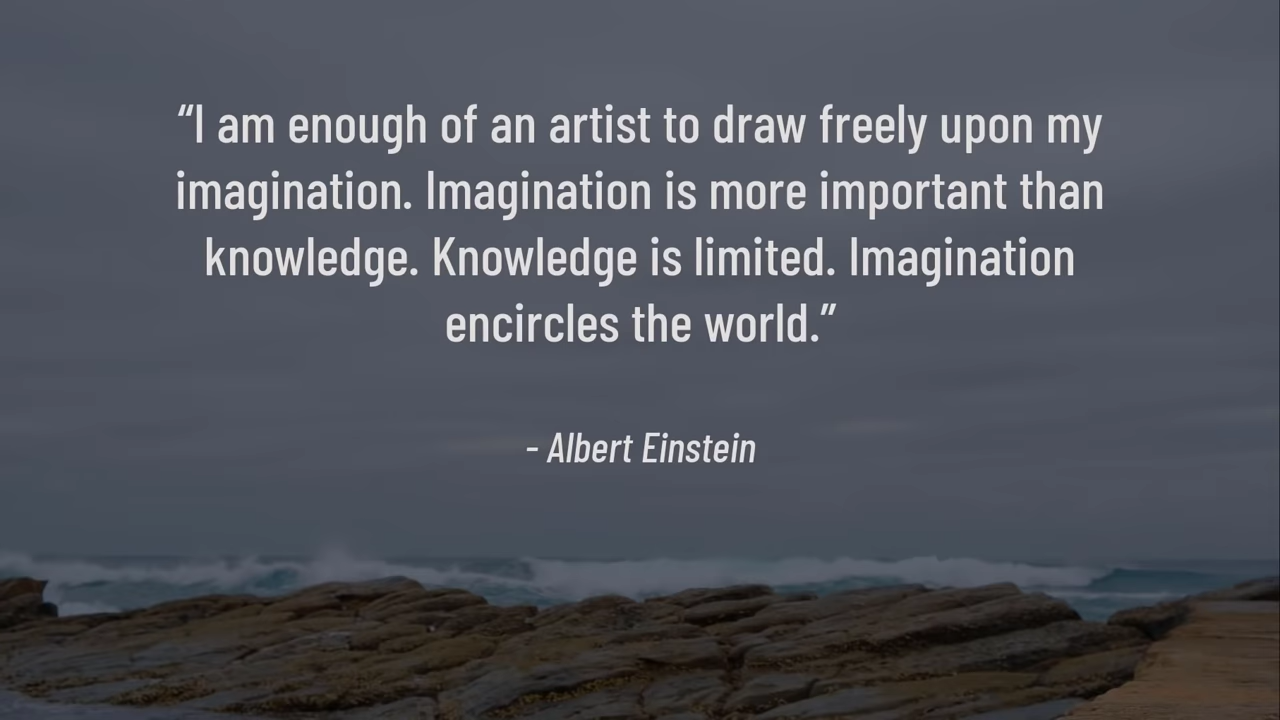 “I am enough of an artist to draw freely upon my
imagination. Imagination is more important than
knowledge. Knowledge is limited. Imagination
encircles the world.”
- Albert Einstein